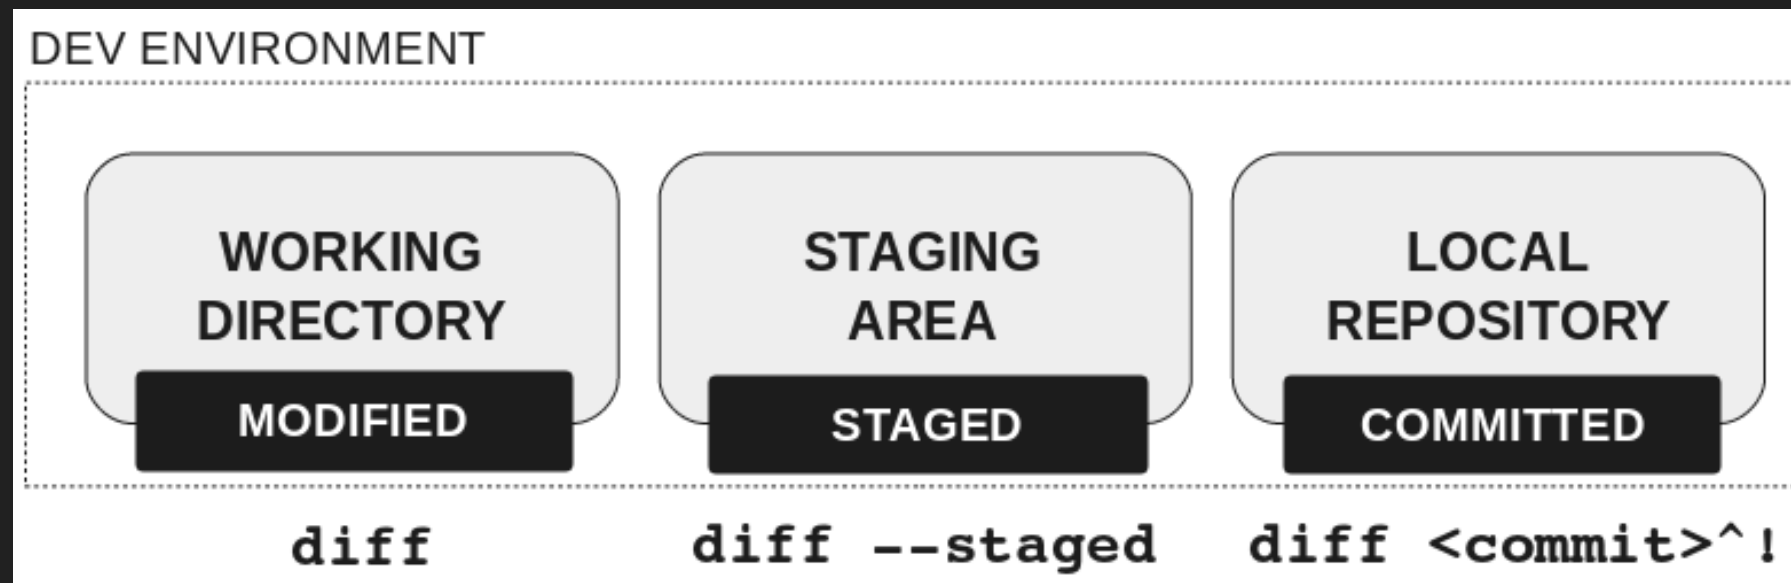 DEV ENVIRONMENT
WORKING
DIRECTORY
MODIFIED
STAGING
AREA
STAGED
LOCAL
REPOSITORY
COMMITTED
diff
diff --staged
diff <commit>^!